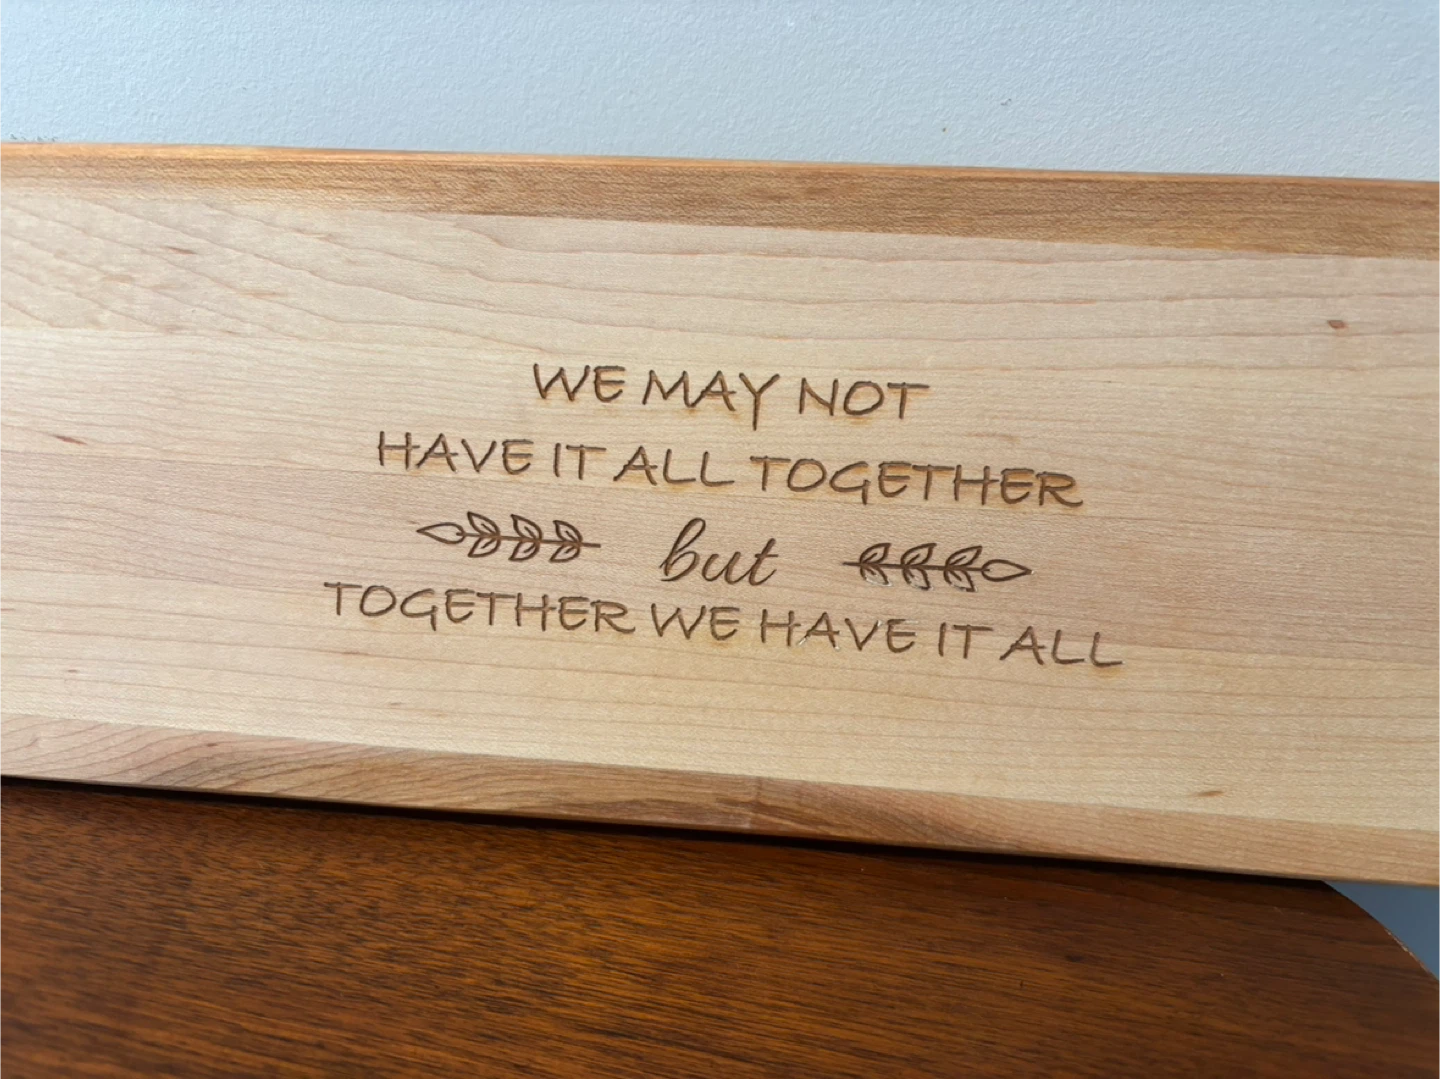 WE MAY NOT
HAVE IT ALL TOGETHER
but
TOGETHER WE HAVE IT ALL